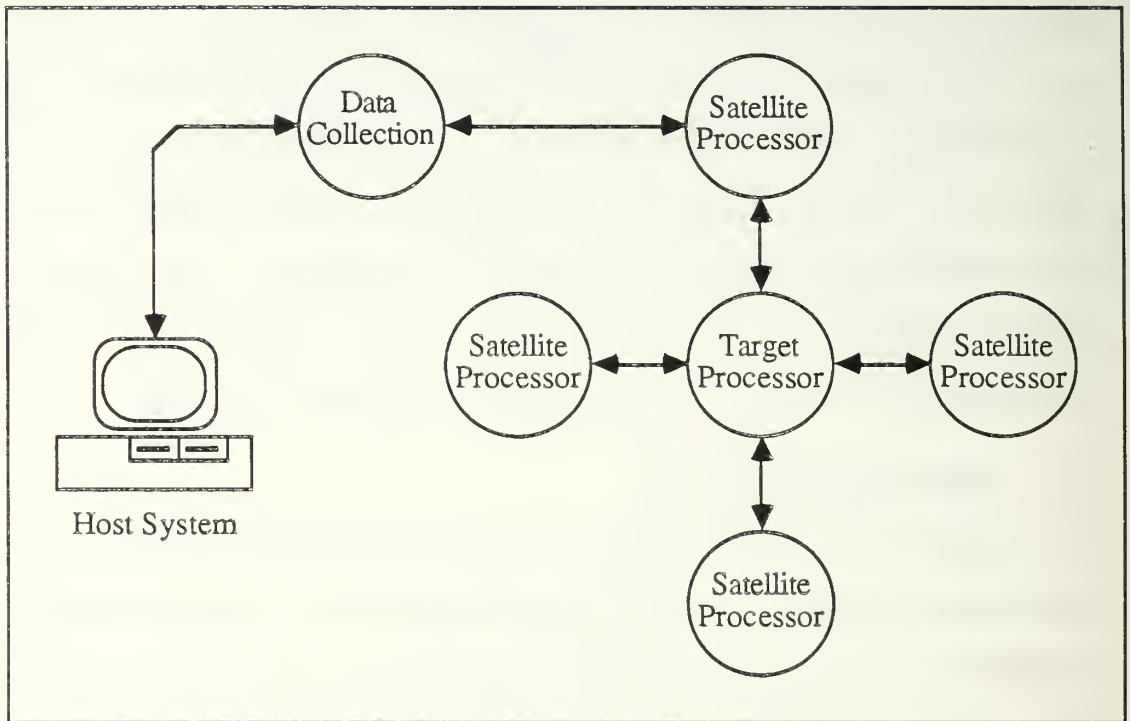 Data
Collection
Satellite
Processor
Satellite
Processor
Target
Processor
Satellite
Processor
Host System
Satellite
Processor